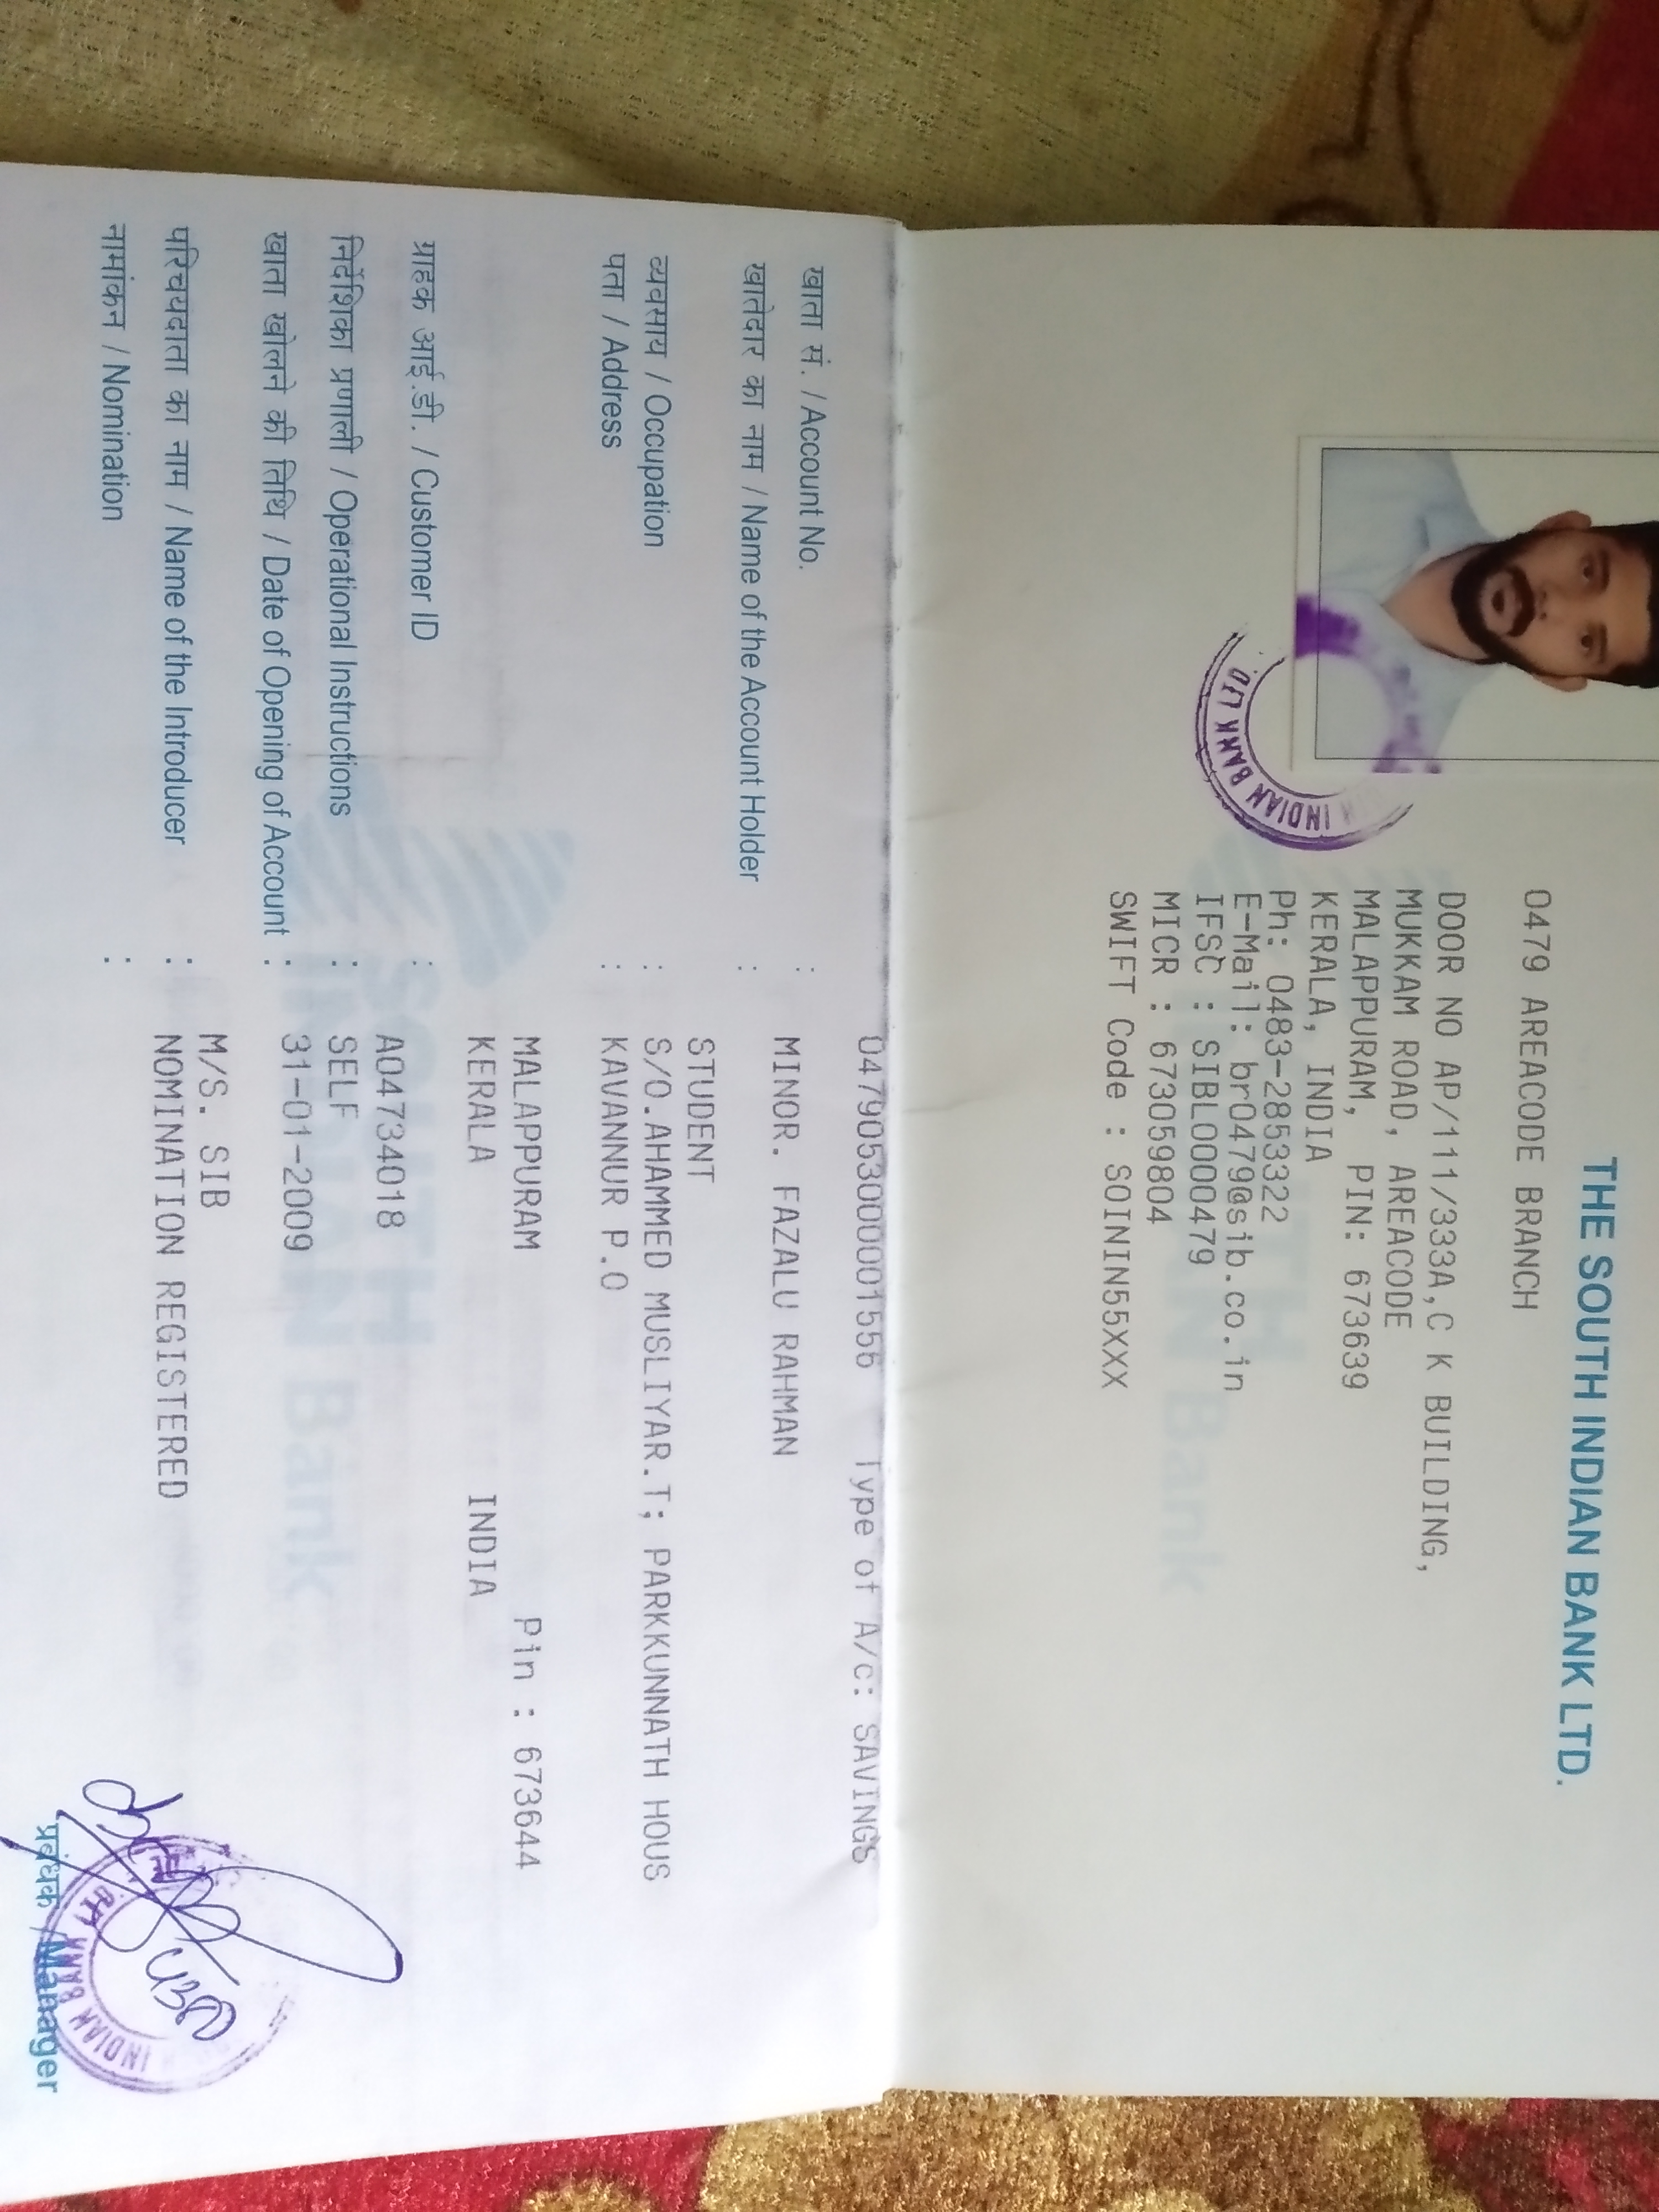 THE SOUTH INDIAN BANK LTD.
0479 AREACODE BRANCH
DOOR NO AP/111/333A,C K BUILDING,
MUKKAM ROAD, AREACODE
MALAPPURAM, PIN: 673639
KERALA, INDIA
Ph: 0483-2853322
E-Mail: br0479@sib.co.in
IFSC : SIBL0000479
MICR : 673059804
SWIFT Code : SOININ55XXX
INDIAN BANK LTD
खाता सं. / Account No. : 0479053000001556 Type of A/c: SAVINGS
खातेदार का नाम / Name of the Account Holder : MINOR. FAZALU RAHMAN
व्यवसाय / Occupation : STUDENT
पता / Address : S/O.AHAMMED MUSLIYAR.T; PARKKUNNATH HOUS
KAVANNUR P.O
MALAPPURAM Pin : 673644
KERALA INDIA
ग्राहक आई.डी. / Customer ID : A04734018
निर्देशिका प्रणाली / Operational Instructions : SELF
खाता खोलने की तिथि / Date of Opening of Account : 31-01-2009
परिचयदाता का नाम / Name of the Introducer : M/S. SIB
नामांकन / Nomination : NOMINATION REGISTERED
SOUTH
INDIAN Bank
INDIAN BANK
प्रबंधक / Manager